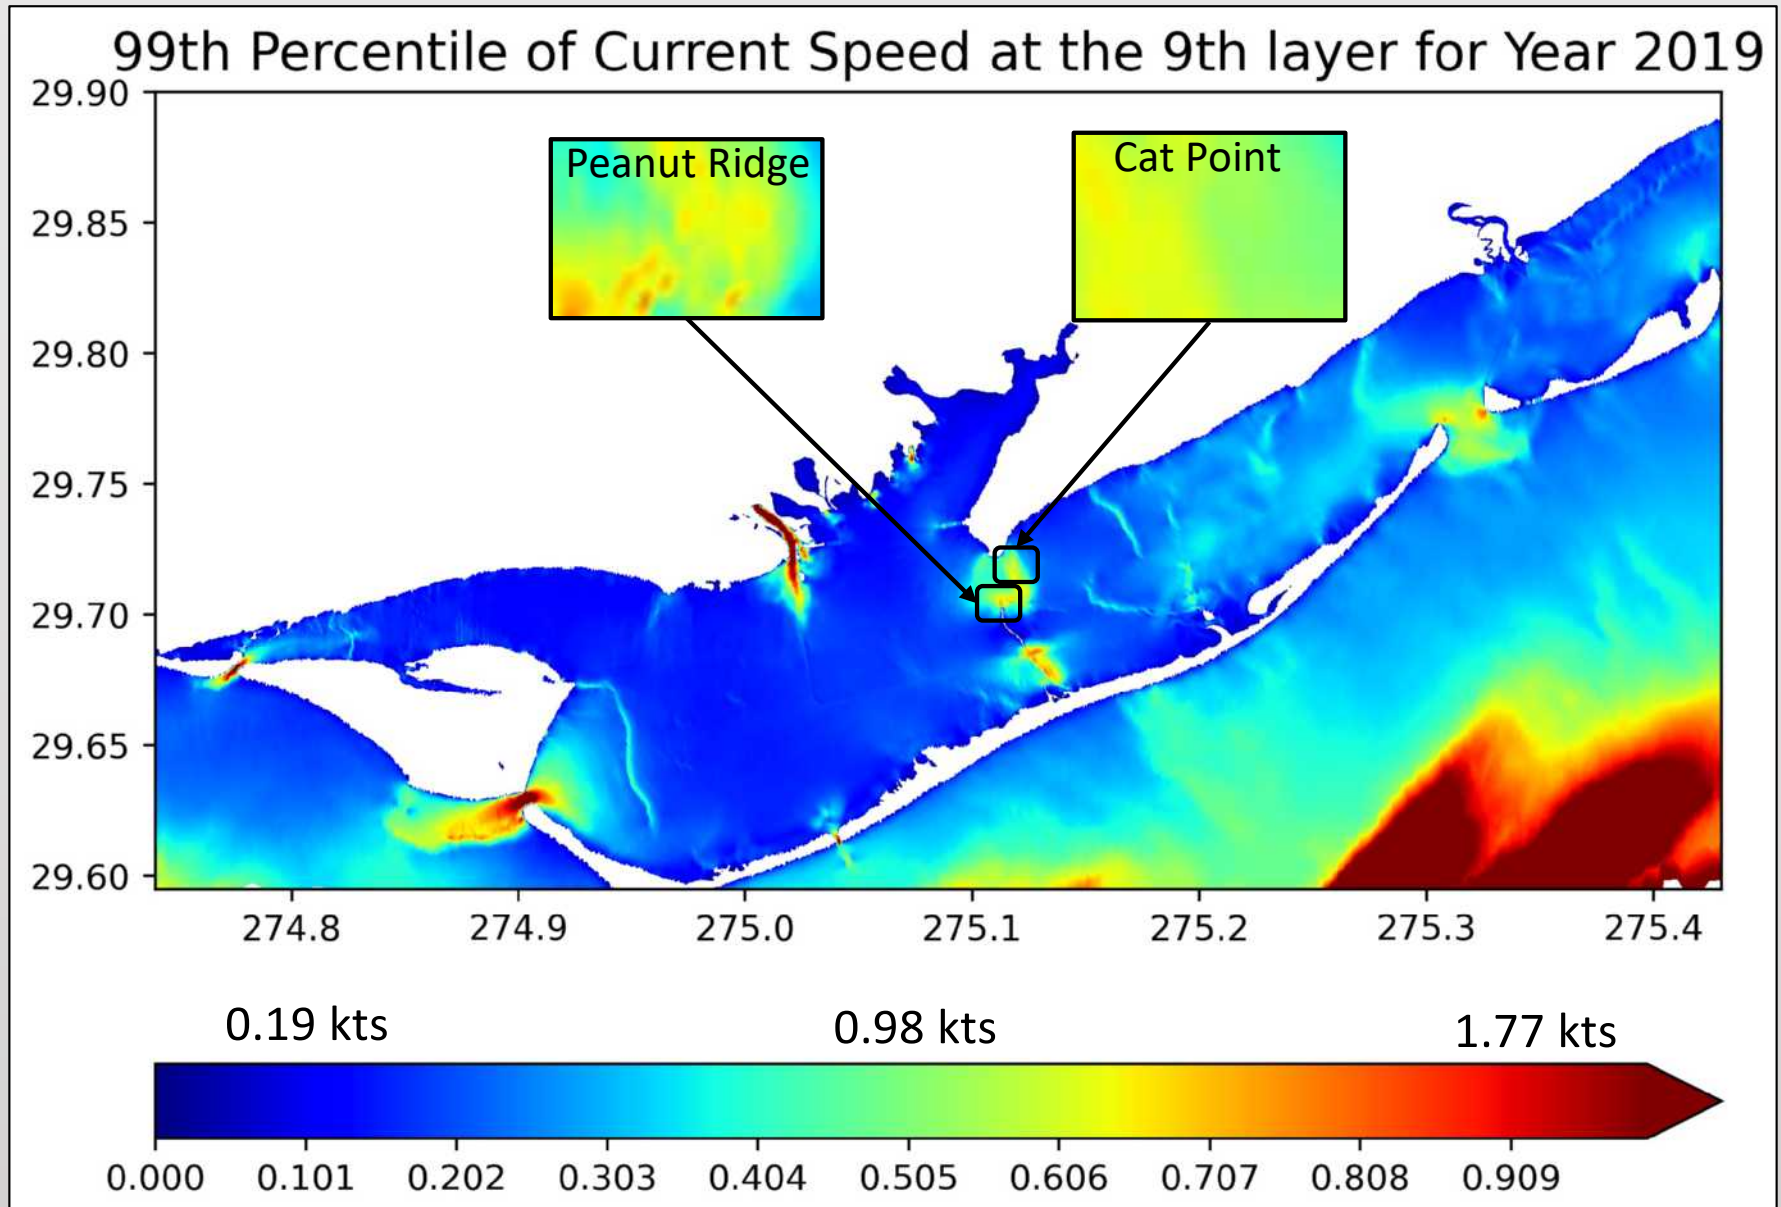 99th Percentile of Current Speed at the 9th layer for Year 2019
29.90
29.85
29.80
29.75
29.70
29.65
29.60
Peanut Ridge
Cat Point
274.8 274.9 275.0 275.1 275.2 275.3 275.4
0.19 kts 0.98 kts 1.77 kts
0.000 0.101 0.202 0.303 0.404 0.505 0.606 0.707 0.808 0.909